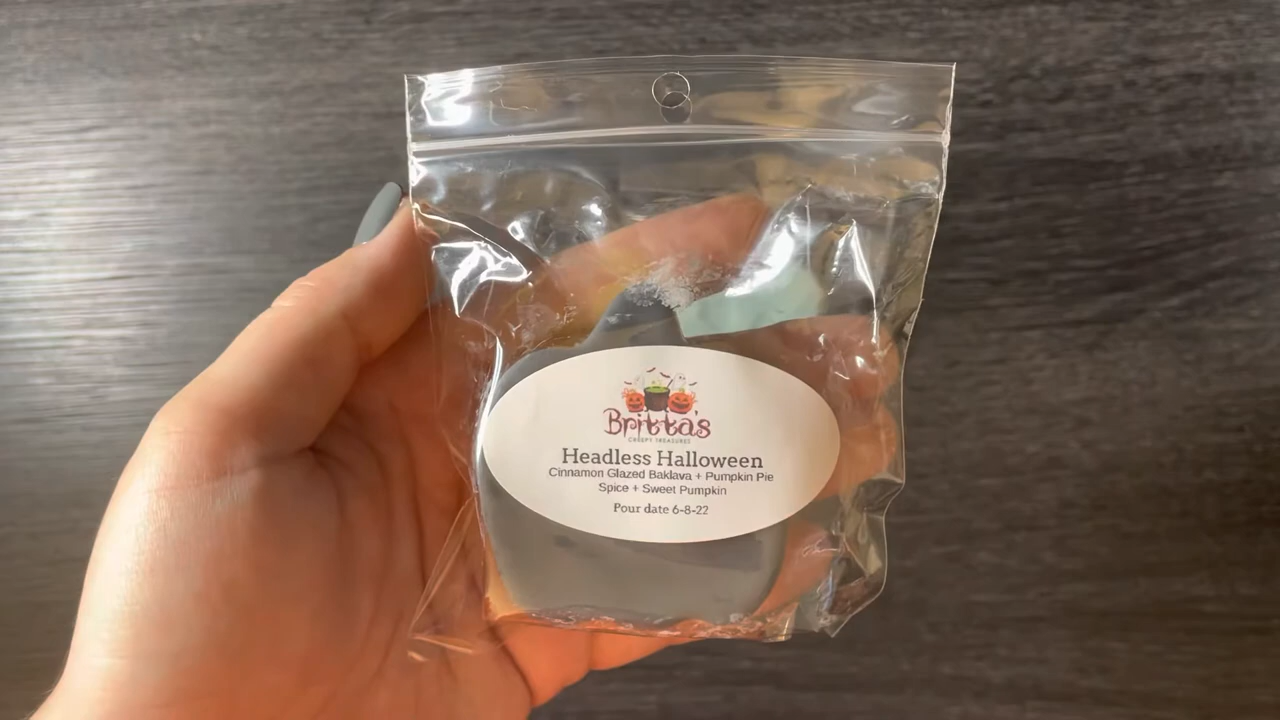 Britta's
CREEPY TREASURES
Headless Halloween
Cinnamon Glazed Baklava + Pumpkin Pie
Spice + Sweet Pumpkin
Pour date 6-8-22